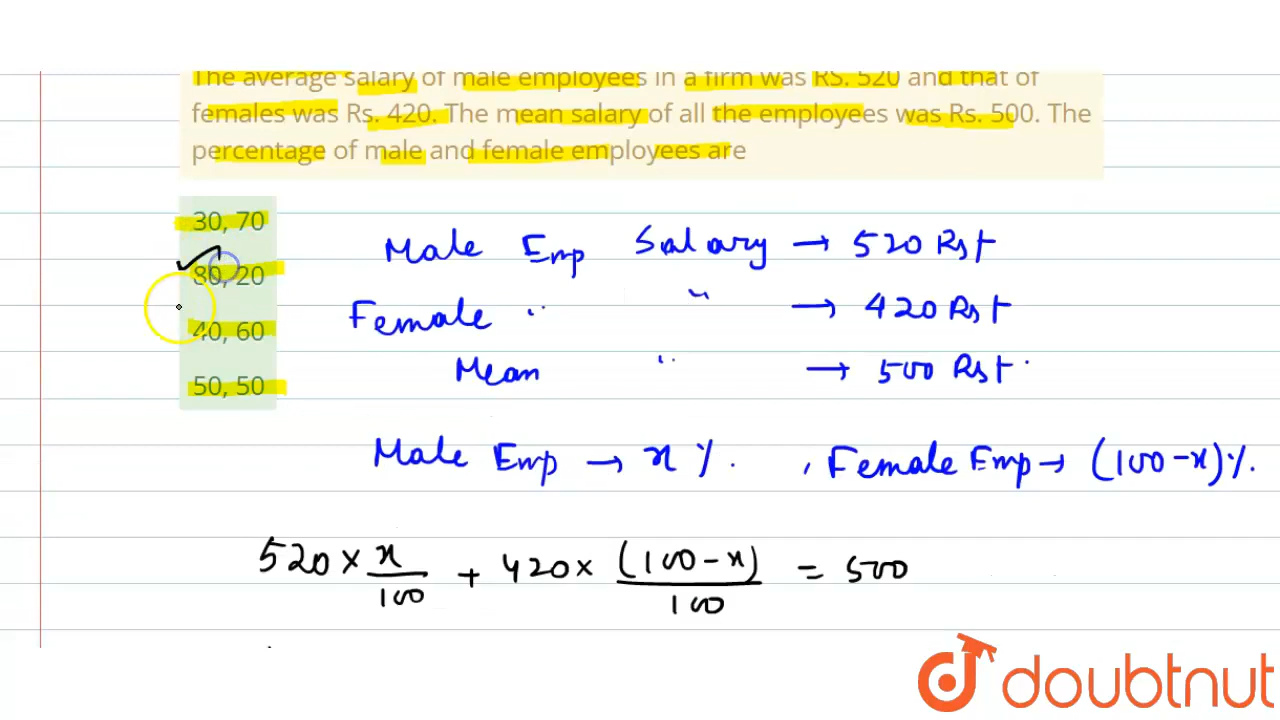 The average salary of male employees in a firm was RS. 520 and that of
females was Rs. 420. The mean salary of all the employees was Rs. 500. The
percentage of male and female employees are
30, 70
80, 20
40, 60
50, 50
Male Emp Salary → 520 Rst
Female " " → 420 Rst
Mean " → 500 Rst.
Male Emp → x %. , Female Emp → (100-x)%.
520 × x/100 + 420 × (100-x)/100 = 500
doubtnut